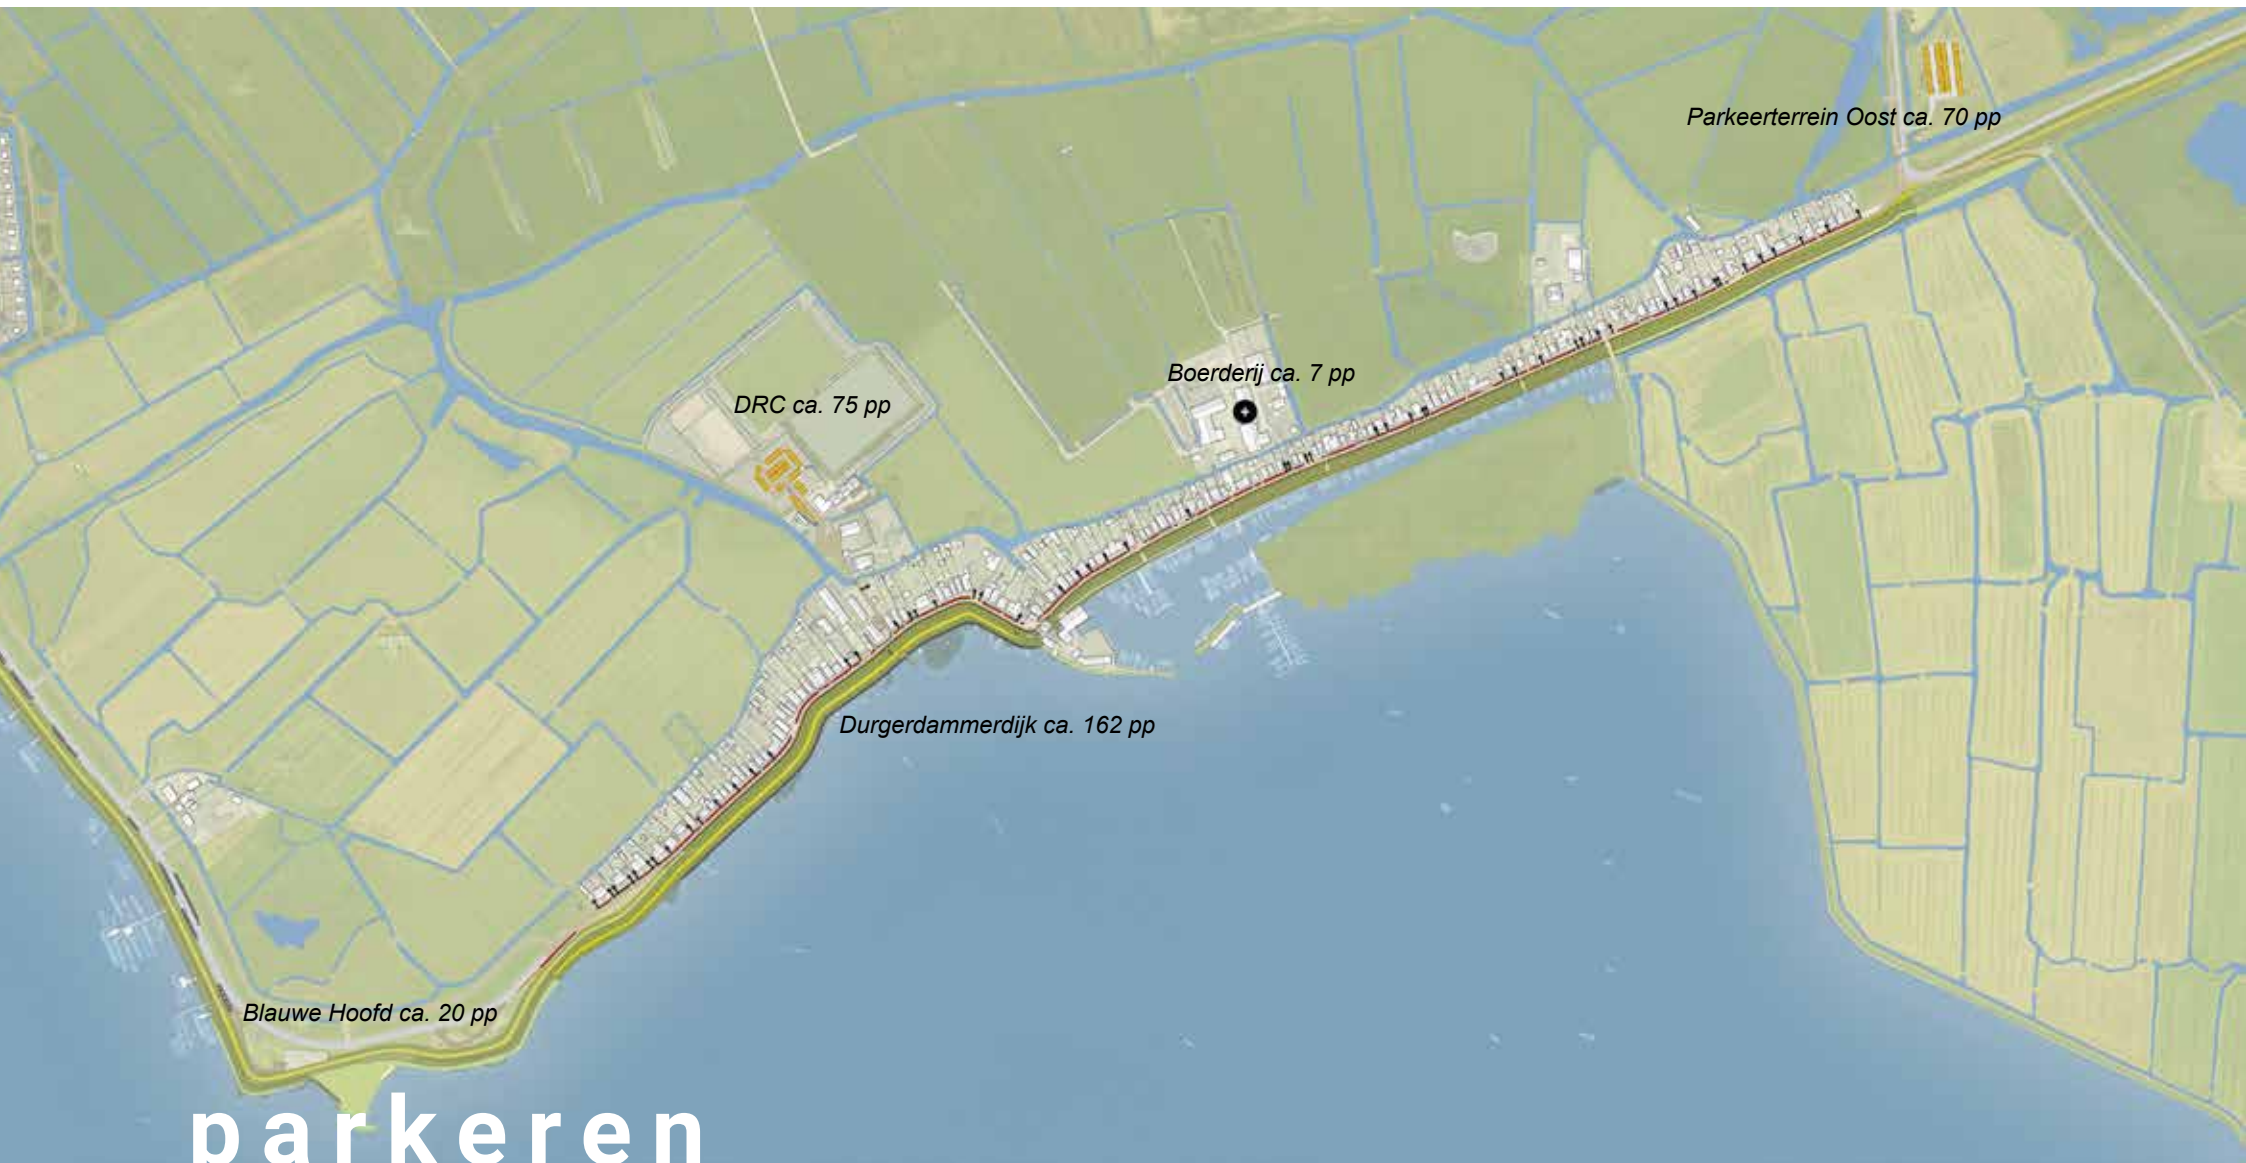 Parkeerterrein Oost ca. 70 pp
Boerderij ca. 7 pp
DRC ca. 75 pp
Durgerdammerdijk ca. 162 pp
Blauwe Hoofd ca. 20 pp
parkeren